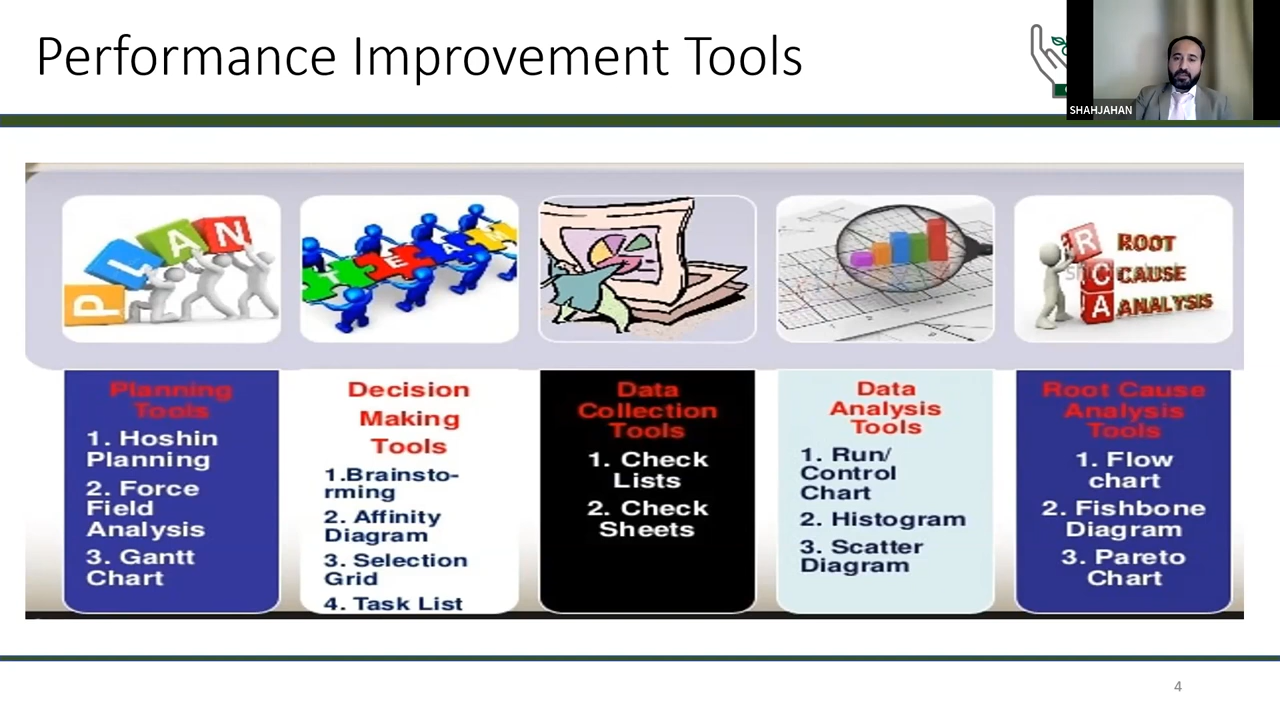 Performance Improvement Tools
SHAHJAHAN
P L A N
T E A M
R ROOT
C CAUSE
A ANALYSIS
Planning
Tools
1. Hoshin
Planning
2. Force
Field
Analysis
3. Gantt
Chart
Decision
Making
Tools
1.Brainsto-
rming
2. Affinity
Diagram
3. Selection
Grid
4. Task List
Data
Collection
Tools
1. Check
Lists
2. Check
Sheets
Data
Analysis
Tools
1. Run/
Control
Chart
2. Histogram
3. Scatter
Diagram
Root Cause
Analysis
Tools
1. Flow
chart
2. Fishbone
Diagram
3. Pareto
Chart
4